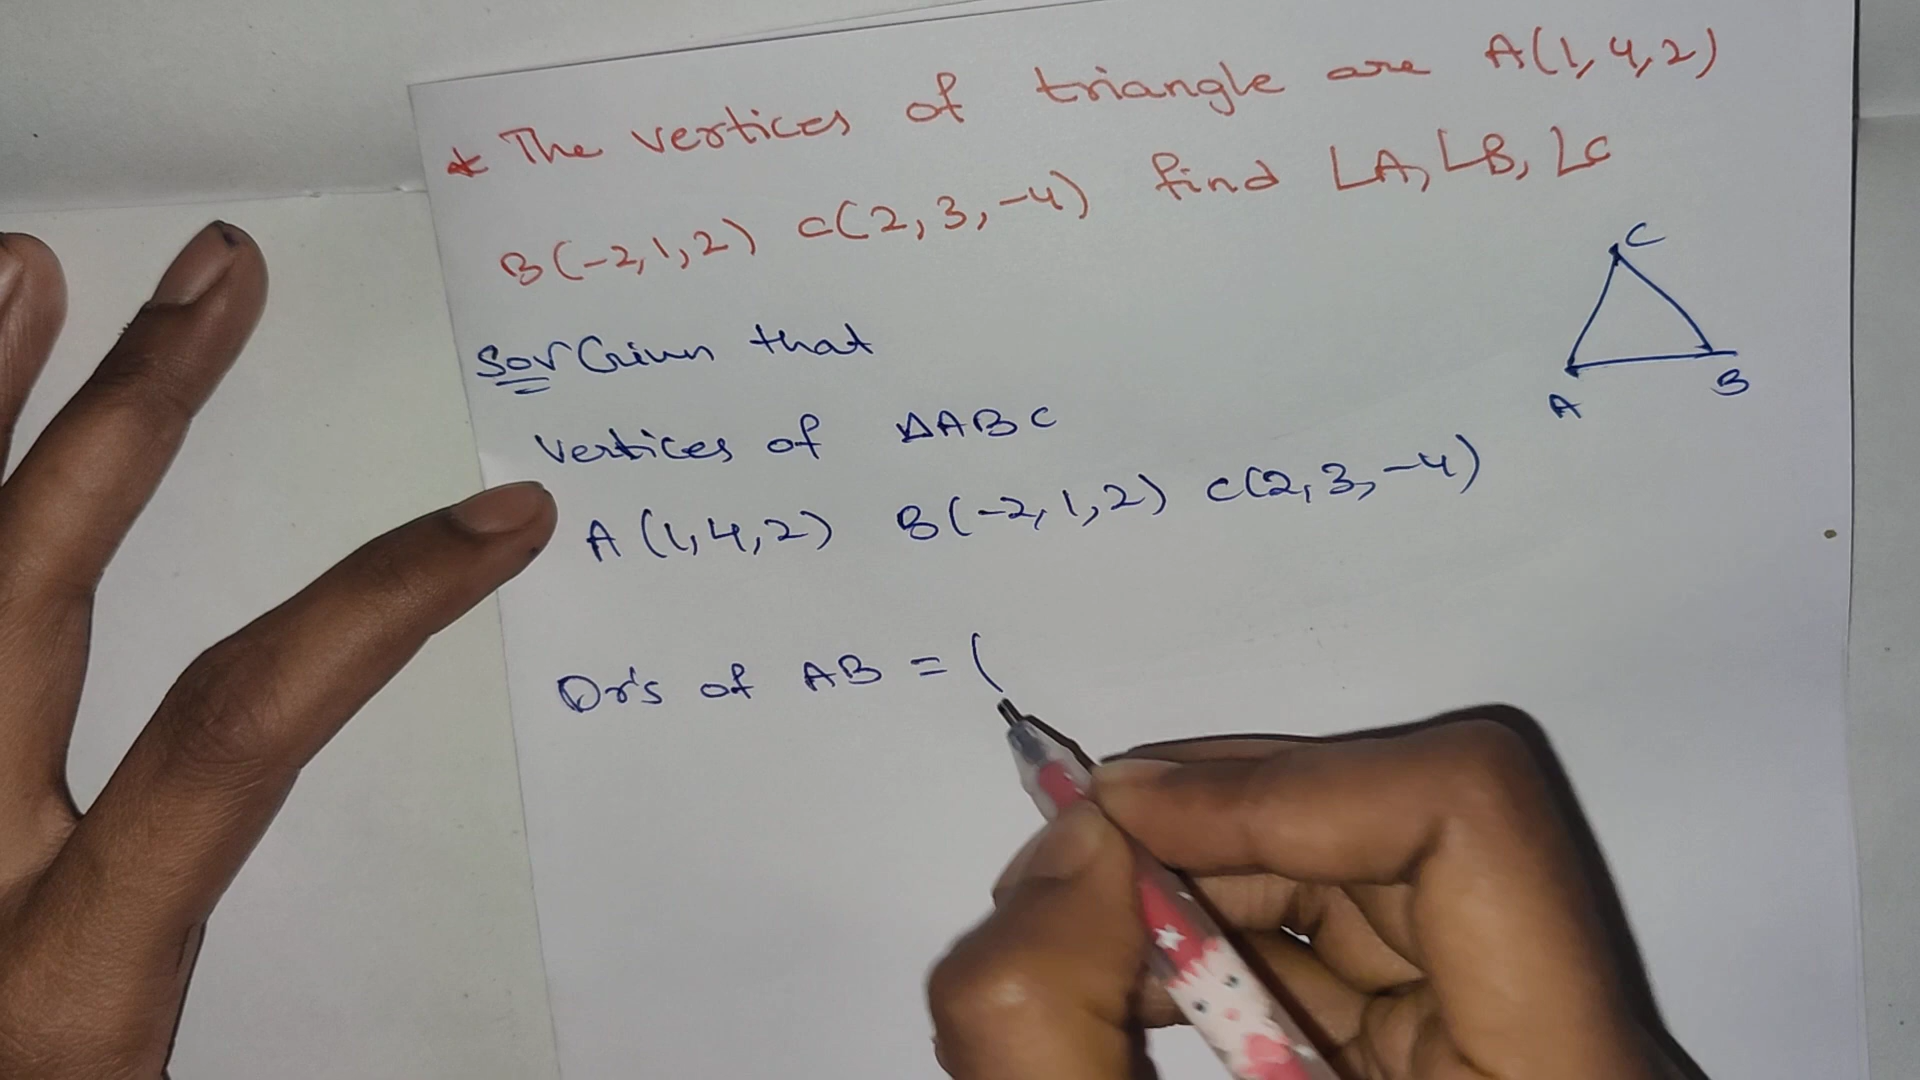 * The vertices of triangle are A(1,4,2)
B(-2,1,2) C(2,3,-4) find ∠A, ∠B, ∠C
Sol Given that
C
A B
vertices of ΔABC
A(1,4,2) B(-2,1,2) C(2,3,-4)
Dr's of AB = (